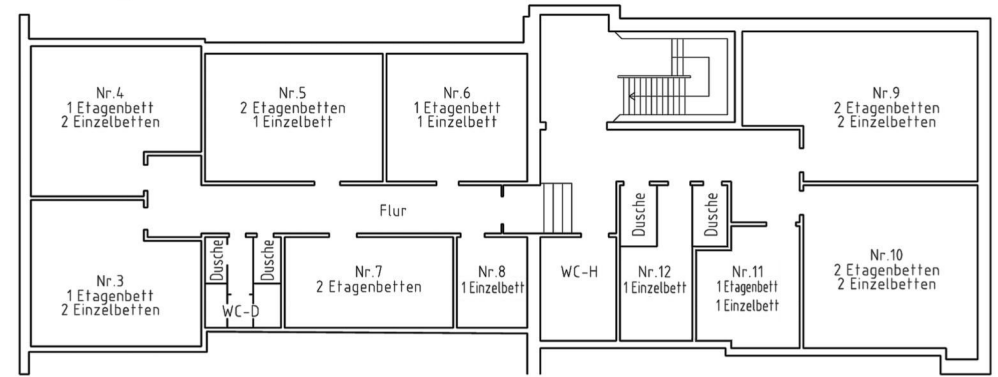 Nr.4
1 Etagenbett
2 Einzelbetten
Nr.5
2 Etagenbetten
1 Einzelbett
Nr.6
1 Etagenbett
1 Einzelbett
Nr.9
2 Etagenbetten
2 Einzelbetten
Flur
Dusche
Dusche
Nr.3
1 Etagenbett
2 Einzelbetten
Dusche
Dusche
WC-D
Nr.7
2 Etagenbetten
Nr.8
1 Einzelbett
WC-H
Nr.12
1 Einzelbett
Nr.11
1 Etagenbett
1 Einzelbett
Nr.10
2 Etagenbetten
2 Einzelbetten